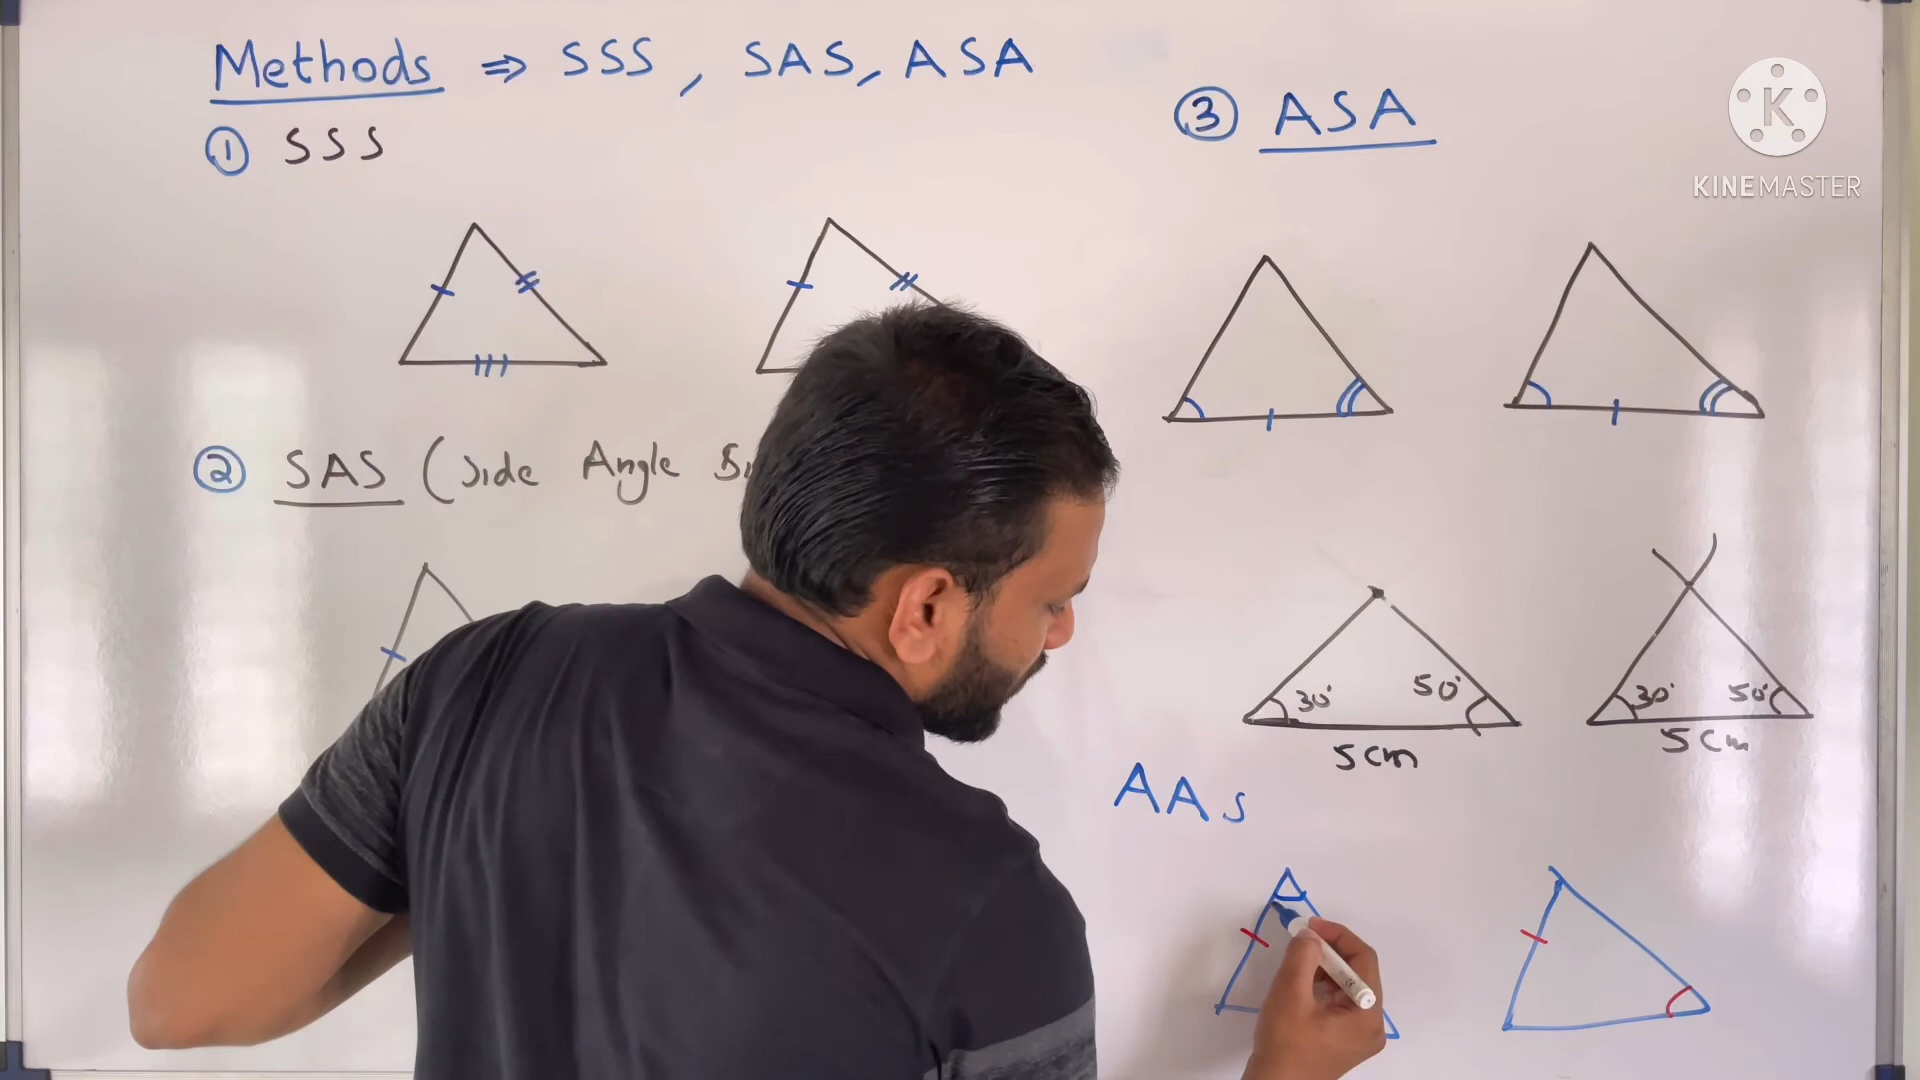 Methods ⇒ SSS, SAS, ASA
① SSS
② SAS (Side Angle
③ ASA
KINEMASTER
30° 50°
5cm
30° 50°
5cm
AAS